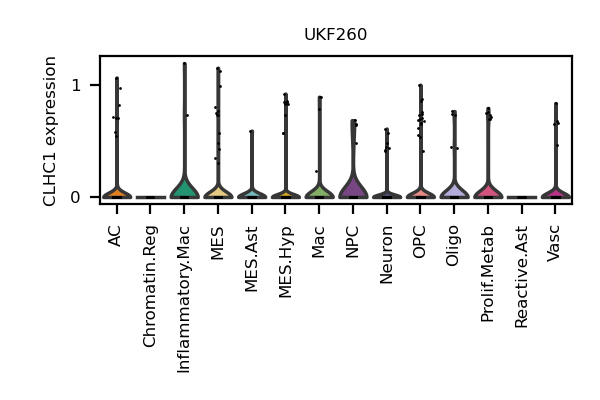 UKF260
CLHC1 expression
1
0
AC
Chromatin.Reg
Inflammatory.Mac
MES
MES.Ast
MES.Hyp
Mac
NPC
Neuron
OPC
Oligo
Prolif.Metab
Reactive.Ast
Vasc